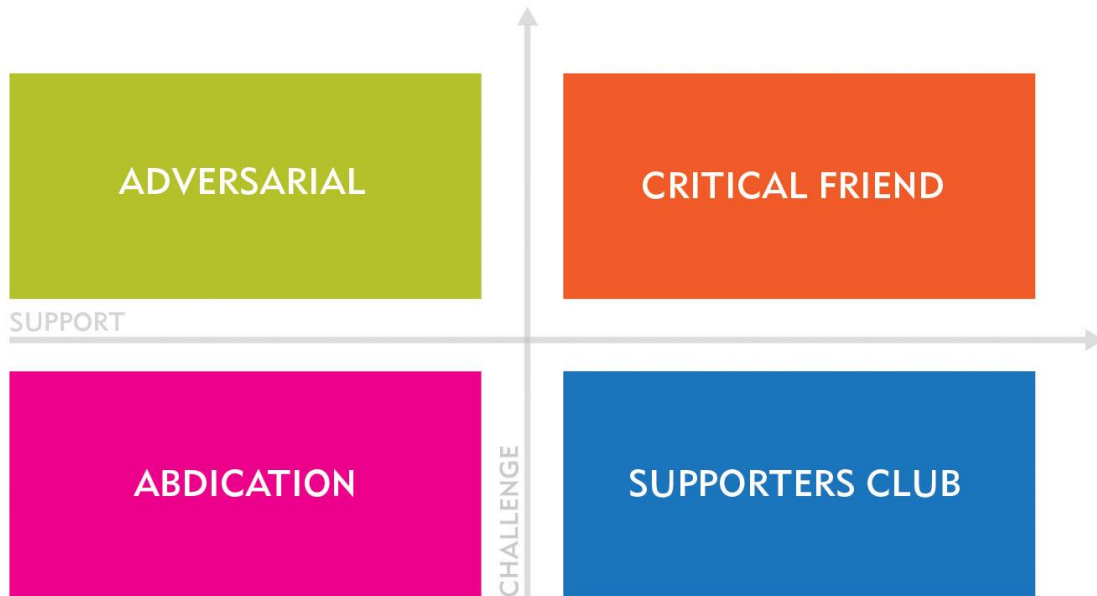 ADVERSARIAL
CRITICAL FRIEND
SUPPORT
ABDICATION
CHALLENGE
SUPPORTERS CLUB